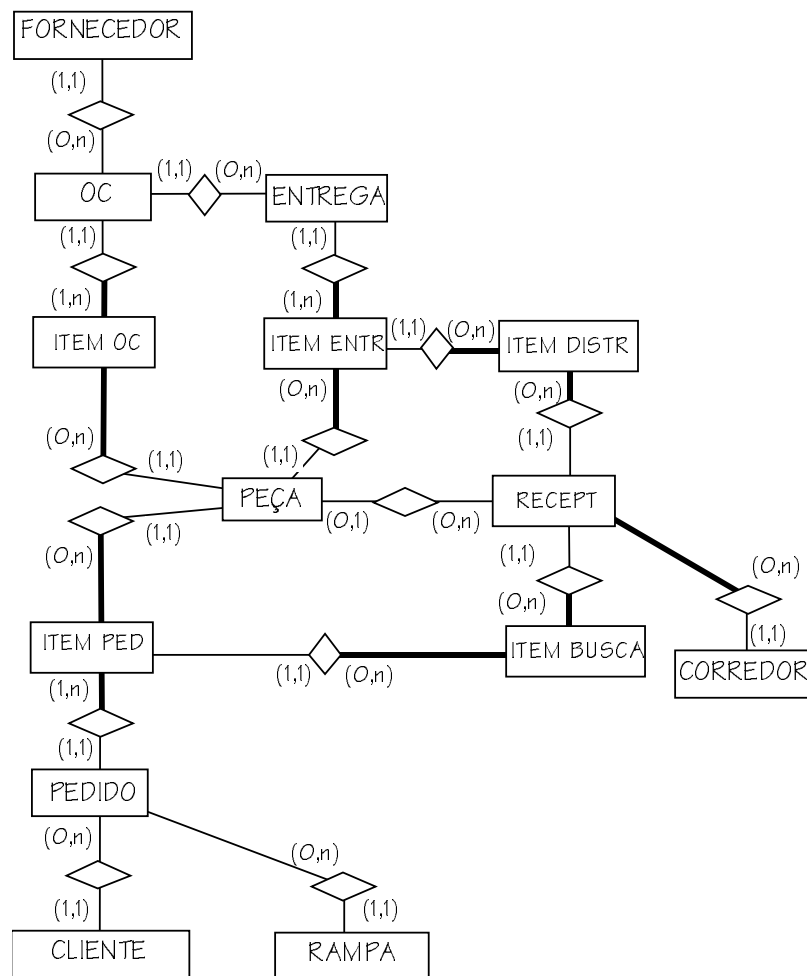 FORNECEDOR
(1,1)
(0,n)
OC
(1,1)
(0,n)
ENTREGA
(1,1)
(1,1)
(1,n)
(1,n)
ITEM OC
ITEM ENTR
(1,1)
(0,n)
ITEM DISTR
(0,n)
(0,n)
(1,1)
(0,n)
(1,1)
(1,1)
PEÇA
(0,1)
(0,n)
RECEPT
(1,1)
(0,n)
(1,1)
(0,n)
(0,n)
ITEM PED
(1,1)
(0,n)
ITEM BUSCA
(1,1)
CORREDOR
(1,n)
(1,1)
PEDIDO
(0,n)
(0,n)
(1,1)
(1,1)
CLIENTE
RAMPA